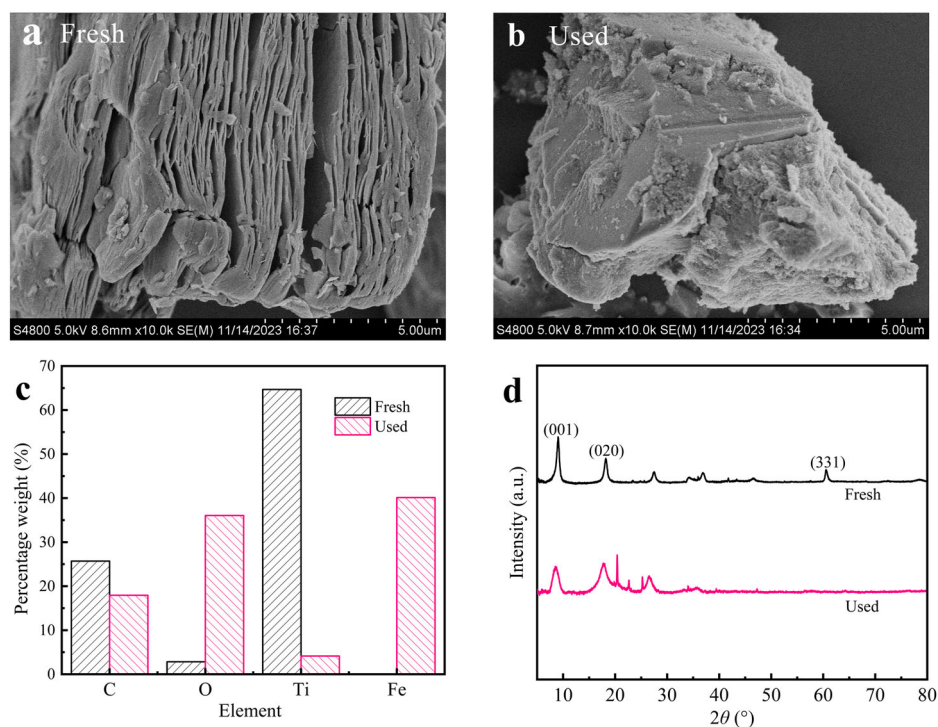 a Fresh
S4800 5.0kV 8.6mm x10.0k SE(M) 11/14/2023 16:37 5.00um
b Used
S4800 5.0kV 8.7mm x10.0k SE(M) 11/14/2023 16:34 5.00um
c
Fresh
Used
Percentage weight (%)
70
60
50
40
30
20
10
0
C O Ti Fe
Element
d
(001)
(020)
(331)
Fresh
Used
Intensity (a.u.)
10 20 30 40 50 60 70 80
2θ (°)